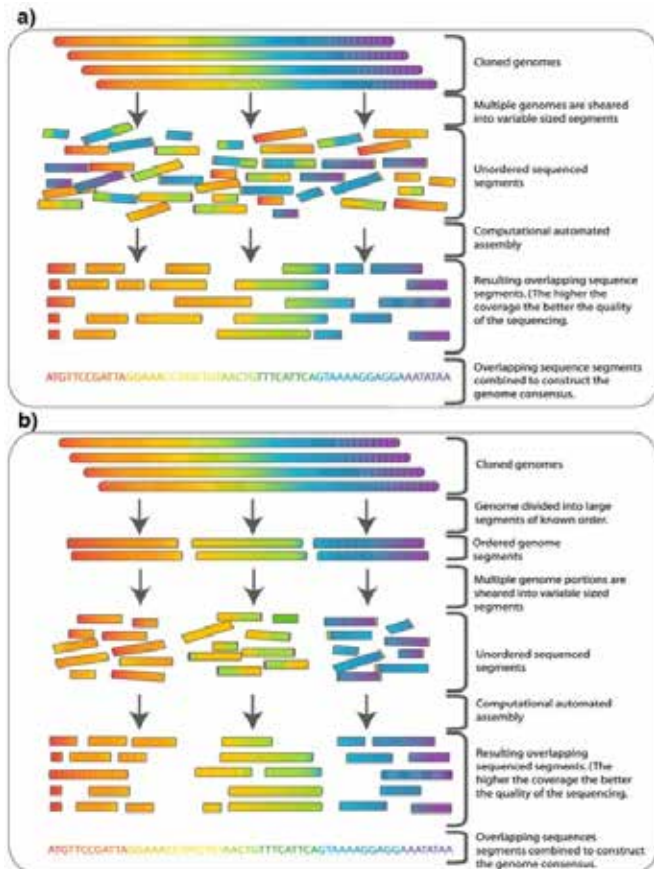 a)
Cloned genomes
Multiple genomes are sheared
into variable sized segments
Unordered sequenced
segments
Computational automated
assembly
Resulting overlapping sequence
segments. (The higher the
coverage the better the quality
of the sequencing.
ATGTTCCGATTAGGAAA AACTGTTTCATTCAGTAAAAGGAGGAAATATAA
Overlapping sequence segments
combined to construct the
genome consensus.
b)
Cloned genomes
Genome divided into large
segments of known order.
Ordered genome
segments
Multiple genome portions are
sheared into variable sized
segments
Unordered sequenced
segments
Computational automated
assembly
Resulting overlapping
sequenced segments. (The
higher the coverage the better
the quality of the sequencing.
ATGTTCCGATTAGGAAA AACTGTTTCATTCAGTAAAAGGAGGAAATATAA
Overlapping sequences
segments combined to construct
the genome consensus.